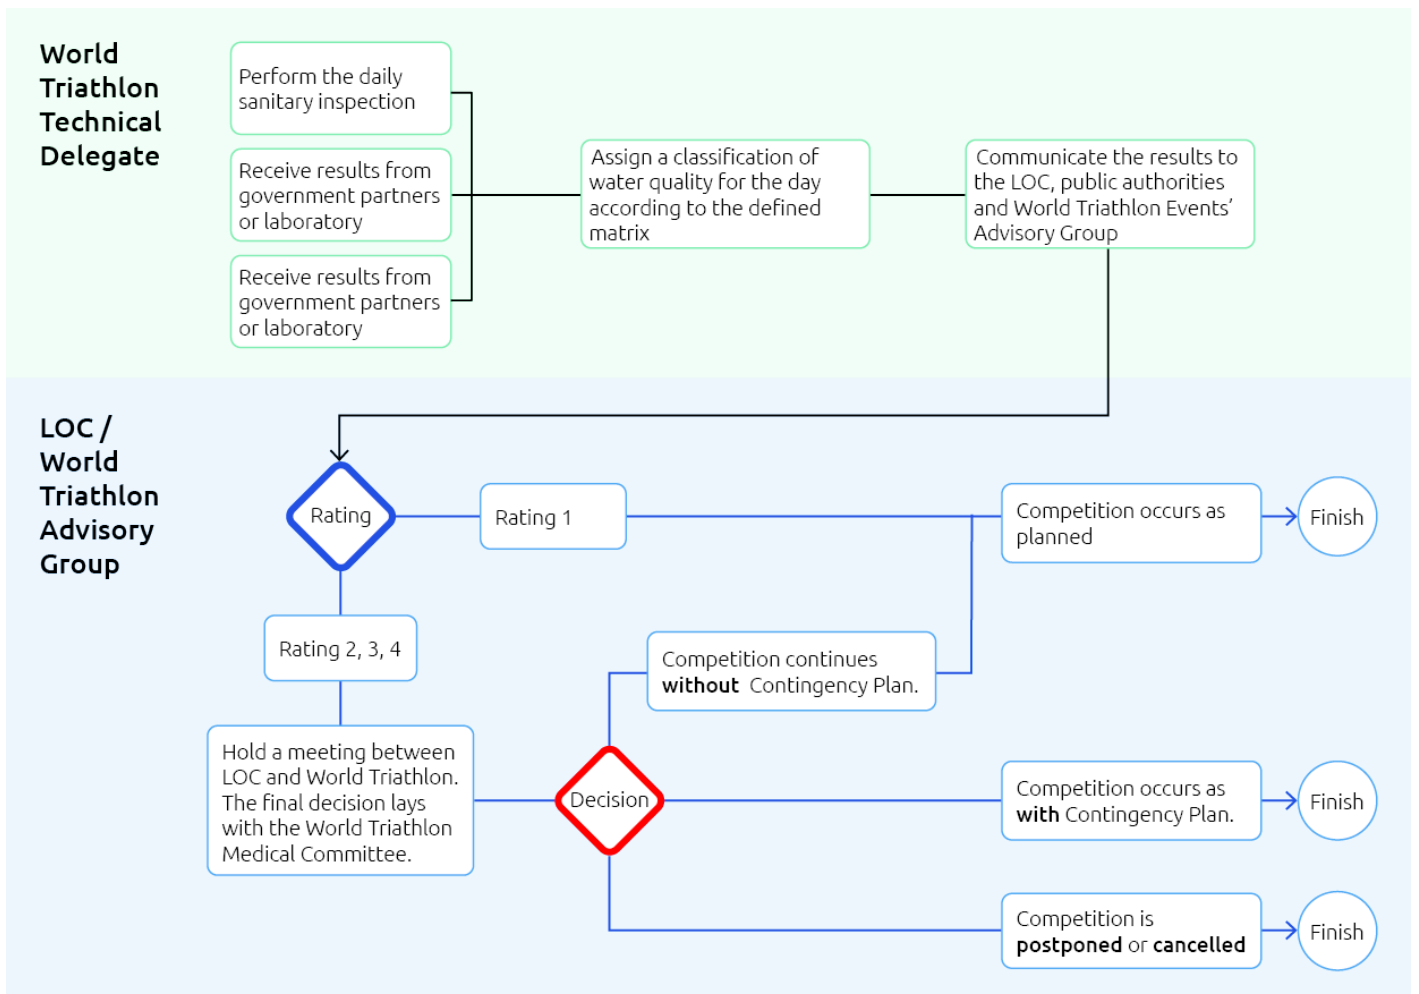 World
Triathlon
Technical
Delegate
Perform the daily
sanitary inspection
Receive results from
government partners
or laboratory
Receive results from
government partners
or laboratory
Assign a classification of
water quality for the day
according to the defined
matrix
Communicate the results to
the LOC, public authorities
and World Triathlon Events’
Advisory Group
LOC /
World
Triathlon
Advisory
Group
Rating
Rating 1
Competition occurs as
planned
Finish
Rating 2, 3, 4
Competition continues
without Contingency Plan.
Hold a meeting between
LOC and World Triathlon.
The final decision lays
with the World Triathlon
Medical Committee.
Decision
Competition occurs as
with Contingency Plan.
Finish
Competition is
postponed or cancelled
Finish